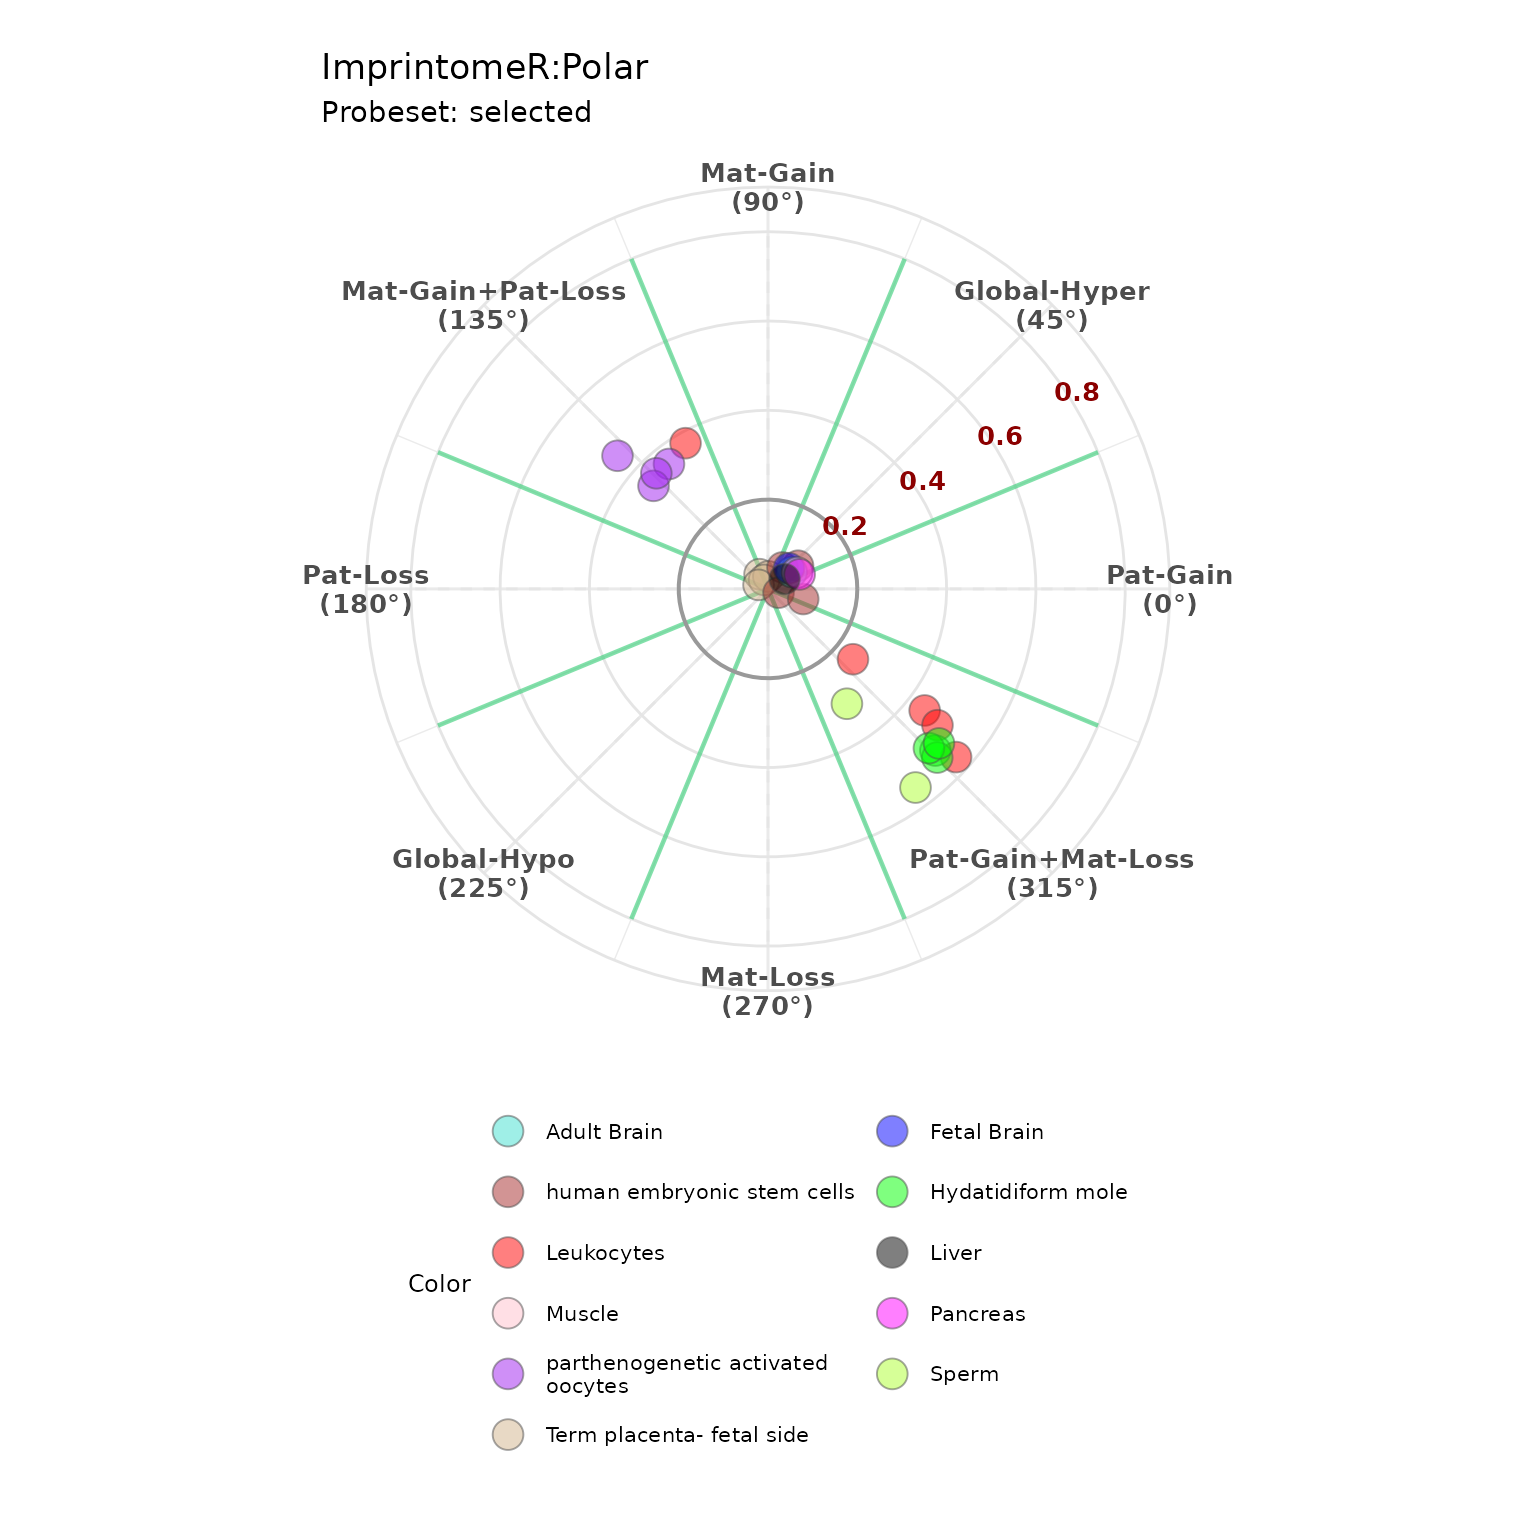 ImprintomeR:Polar
Probeset: selected
Mat-Gain
(90°)
Mat-Gain+Pat-Loss
(135°)
Global-Hyper
(45°)
0.8
0.6
0.4
0.2
Pat-Loss
(180°)
Pat-Gain
(0°)
Global-Hypo
(225°)
Pat-Gain+Mat-Loss
(315°)
Mat-Loss
(270°)
Color
Adult Brain
human embryonic stem cells
Leukocytes
Muscle
parthenogenetic activated
oocytes
Term placenta- fetal side
Fetal Brain
Hydatidiform mole
Liver
Pancreas
Sperm